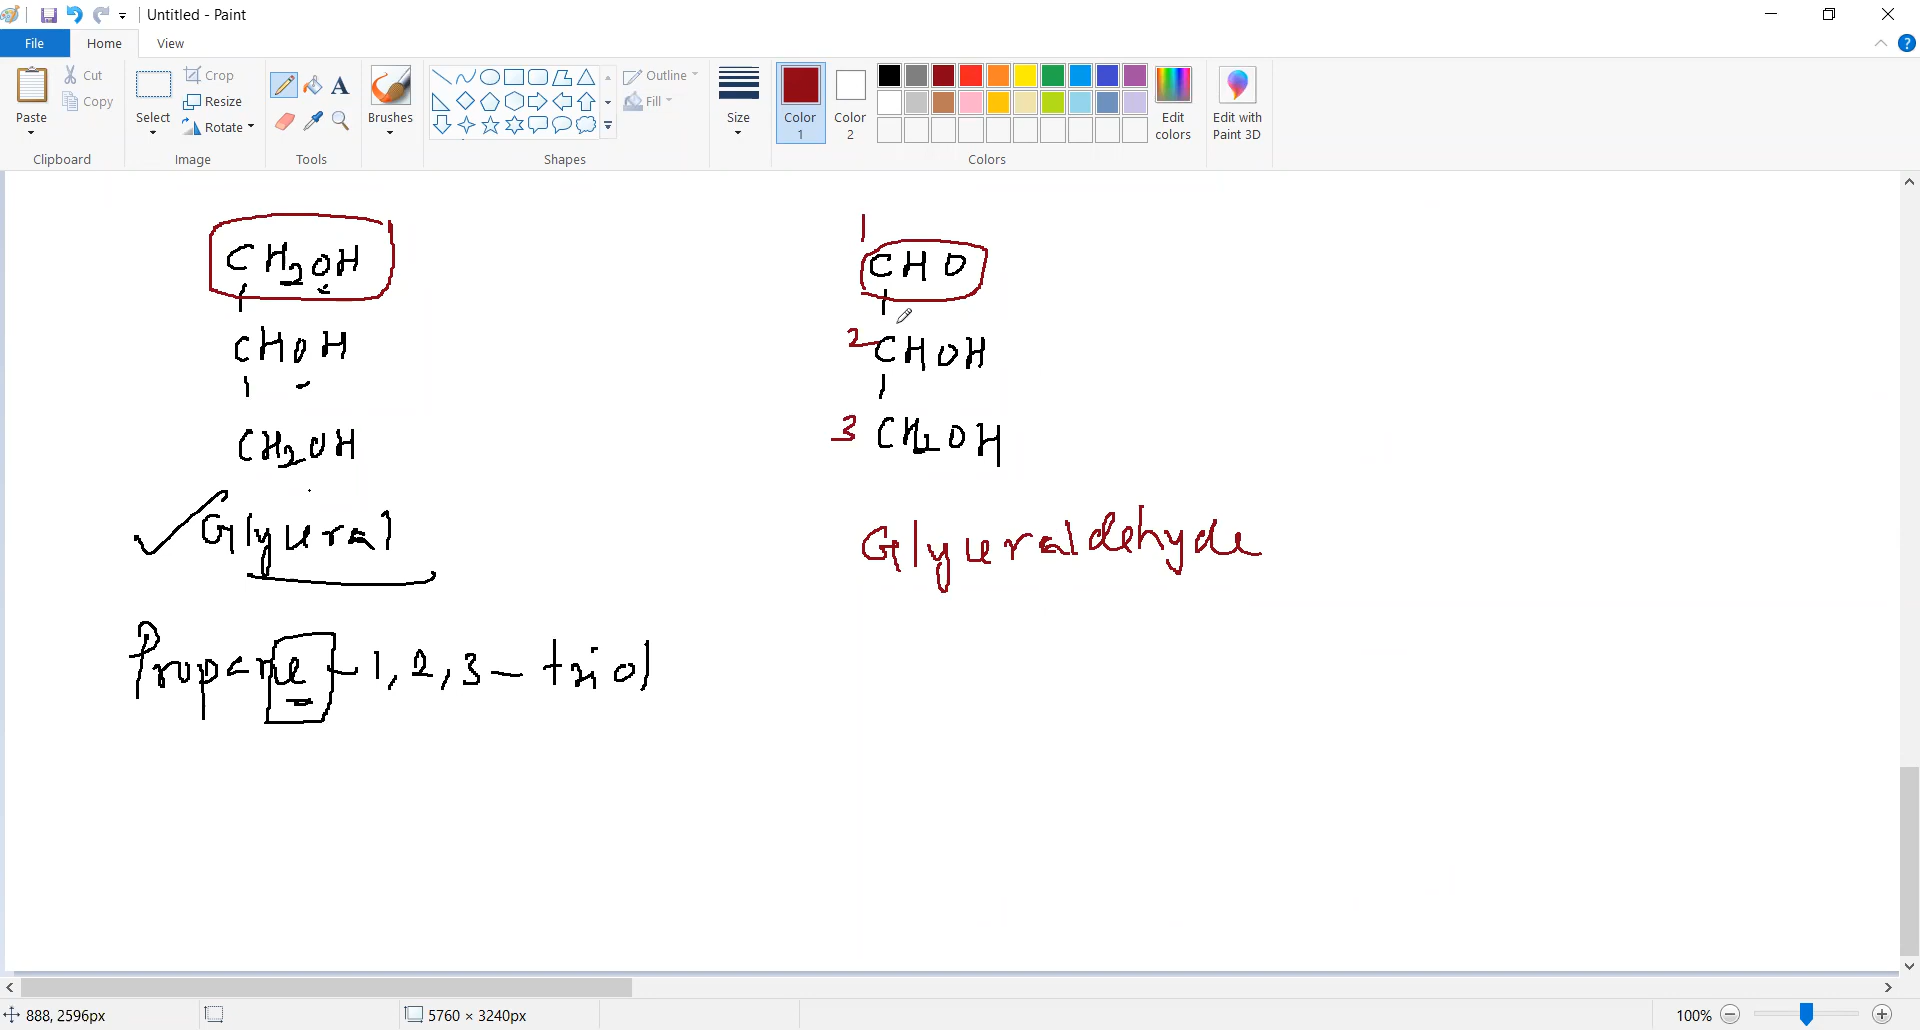 Untitled - Paint
File Home View
Paste
Cut
Copy
Clipboard
Select
Crop
Resize
Rotate
Image
Tools
Brushes
Shapes
Outline
Fill
Size
Color 1
Color 2
Colors
Edit colors
Edit with Paint 3D
CH2OH
CHOH
CH2OH
Glyceral
Propane - 1, 2, 3 - triol
1
CHO
2 CHOH
3 CH2OH
Glyceraldehyde
888, 2596px
5760 × 3240px
100%